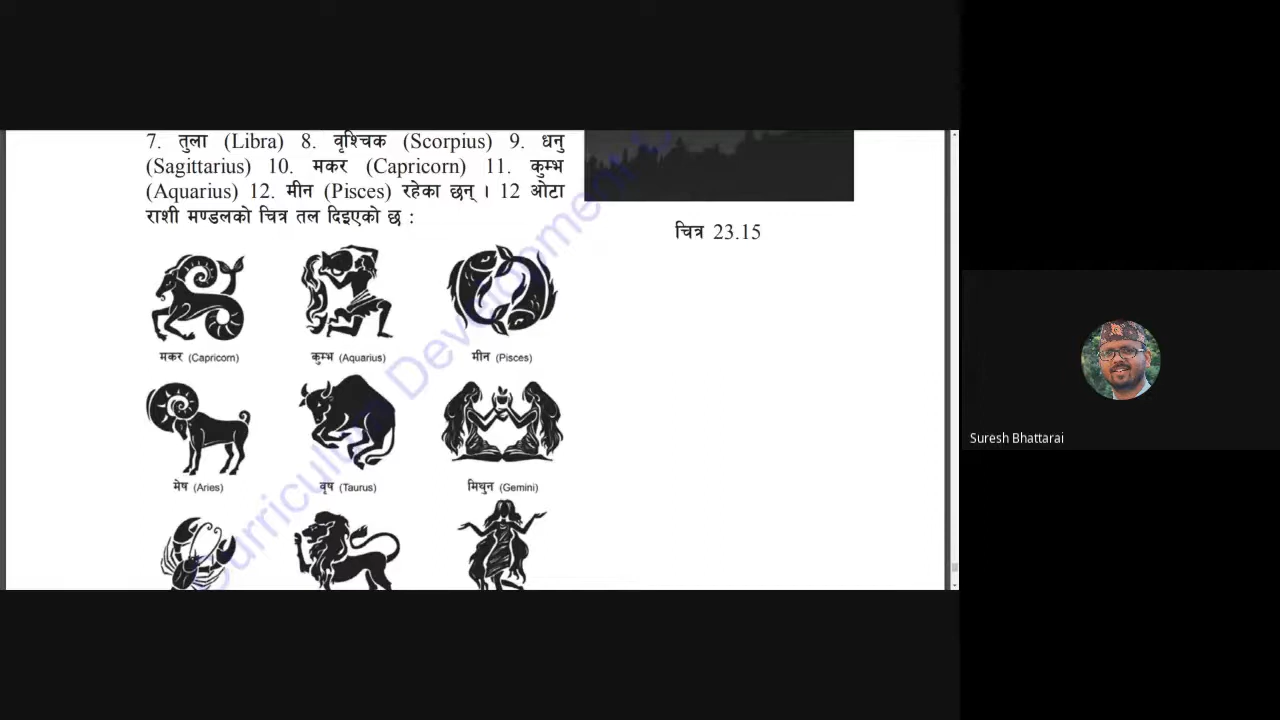 7. तुला (Libra) 8. वृश्चिक (Scorpius) 9. धनु
(Sagittarius) 10. मकर (Capricorn) 11. कुम्भ
(Aquarius) 12. मीन (Pisces) रहेका छन् । 12 ओटा
राशी मण्डलको चित्र तल दिइएको छ :
चित्र 23.15
मकर (Capricorn) कुम्भ (Aquarius) मीन (Pisces)
मेष (Aries) वृष (Taurus) मिथुन (Gemini)
Suresh Bhattarai